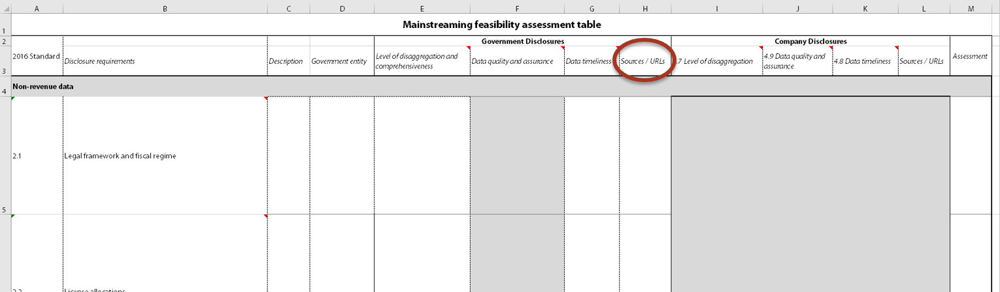 A B C D E F G H I J K L M
1 Mainstreaming feasibility assessment table
2 Government Disclosures Company Disclosures
3 2016 Standard Disclosure requirements Description Government entity Level of disaggregation and comprehensiveness Data quality and assurance Data timeliness Sources / URLs .7 Level of disaggregation 4.9 Data quality and assurance 4.8 Data timeliness Sources / URLs Assessment
4 Non-revenue data
2.1 Legal framework and fiscal regime
5
2.2 License allocations